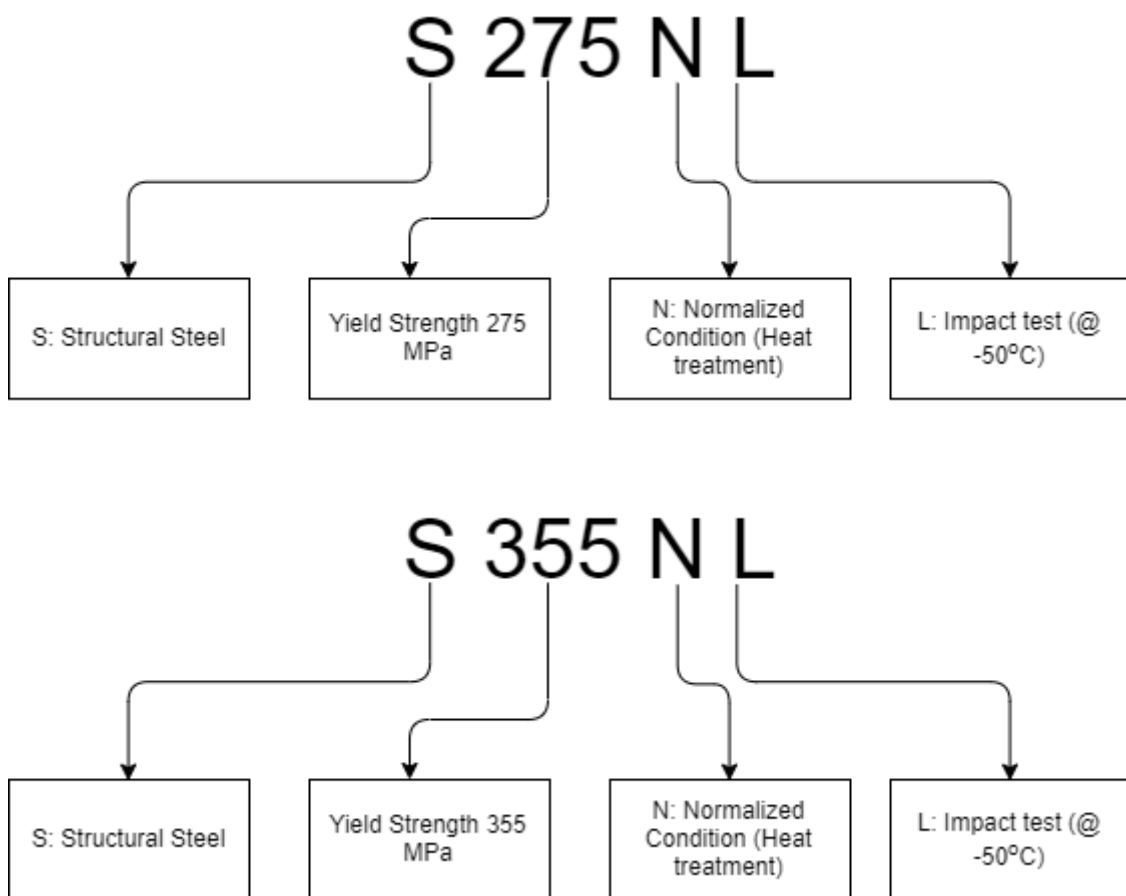 S 275 N L
S: Structural Steel
Yield Strength 275
MPa
N: Normalized
Condition (Heat
treatment)
L: Impact test (@
-50°C)
S 355 N L
S: Structural Steel
Yield Strength 355
MPa
N: Normalized
Condition (Heat
treatment)
L: Impact test (@
-50°C)